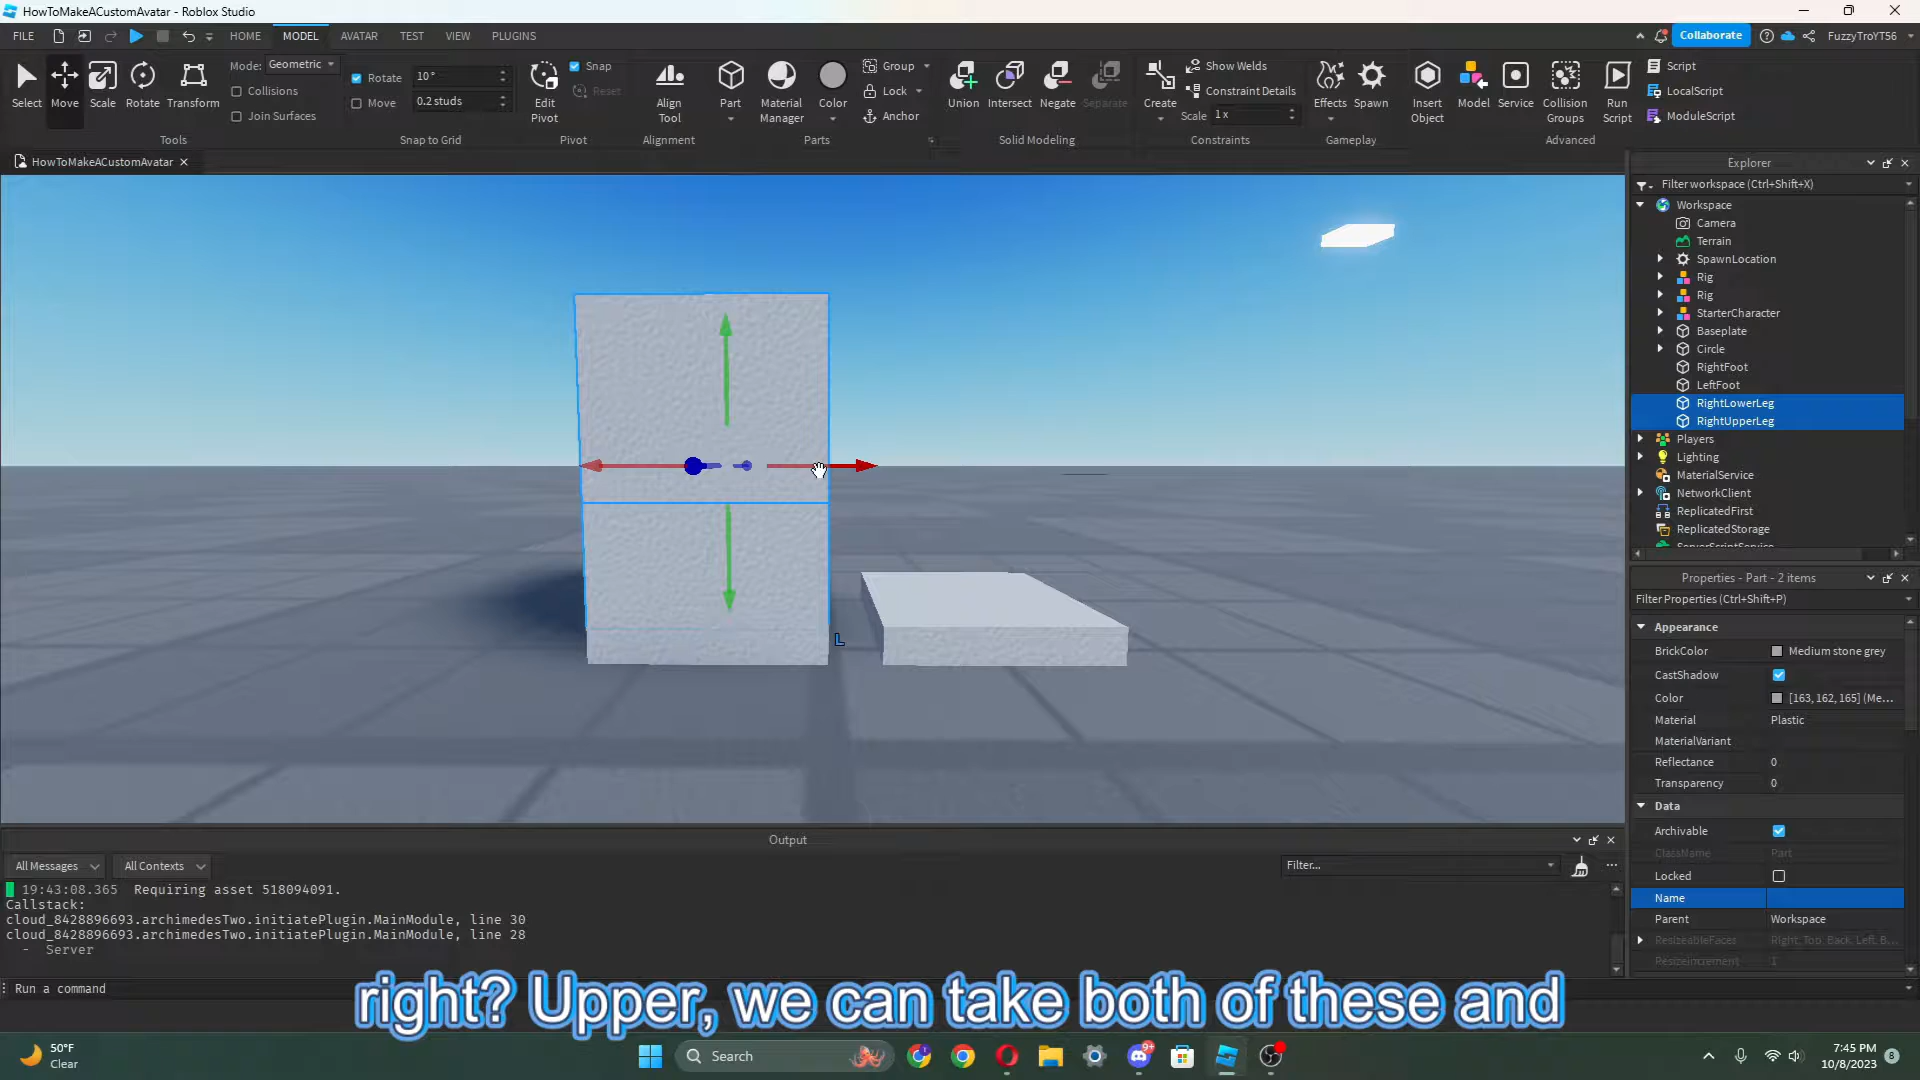 HowToMakeACustomAvatar - Roblox Studio
FILE HOME MODEL AVATAR TEST VIEW PLUGINS Collaborate FuzzyTroYT56
Select Move Scale Rotate Transform
Mode: Geometric
Collisions
Join Surfaces
Tools
Rotate 10°
Move 0.2 studs
Snap to Grid
Edit Pivot
Snap
Reset
Pivot
Align Tool
Alignment
Part
Material Manager
Color
Group
Lock
Anchor
Parts
Union Intersect Negate Separate
Solid Modeling
Create
Show Welds
Constraint Details
Scale 1x
Constraints
Effects Spawn
Gameplay
Insert Object
Model Service
Collision Groups
Run Script
Script
LocalScript
ModuleScript
Advanced
HowToMakeACustomAvatar
Explorer
Filter workspace (Ctrl+Shift+X)
Workspace
Camera
Terrain
SpawnLocation
Rig
Rig
StarterCharacter
Baseplate
Circle
RightFoot
LeftFoot
RightLowerLeg
RightUpperLeg
Players
Lighting
MaterialService
NetworkClient
ReplicatedFirst
ReplicatedStorage
L
Properties - Part - 2 items
Filter Properties (Ctrl+Shift+P)
Appearance
BrickColor Medium stone grey
CastShadow
Color [163, 162, 165] (Me...
Material Plastic
MaterialVariant
Reflectance 0
Transparency 0
Data
Archivable
ClassName Part
Locked
Name
Parent Workspace
ResizeableFaces Right, Top, Back, Left, B...
ResizeIncrement 1
Output
All Messages All Contexts Filter...
19:43:08.365 Requiring asset 518094091.
Callstack:
cloud_8428896693.archimedesTwo.initiatePlugin.MainModule, line 30
cloud_8428896693.archimedesTwo.initiatePlugin.MainModule, line 28
- Server
Run a command
right? Upper, we can take both of these and
50°F
Clear
Search
9+
7:45 PM
10/8/2023
8